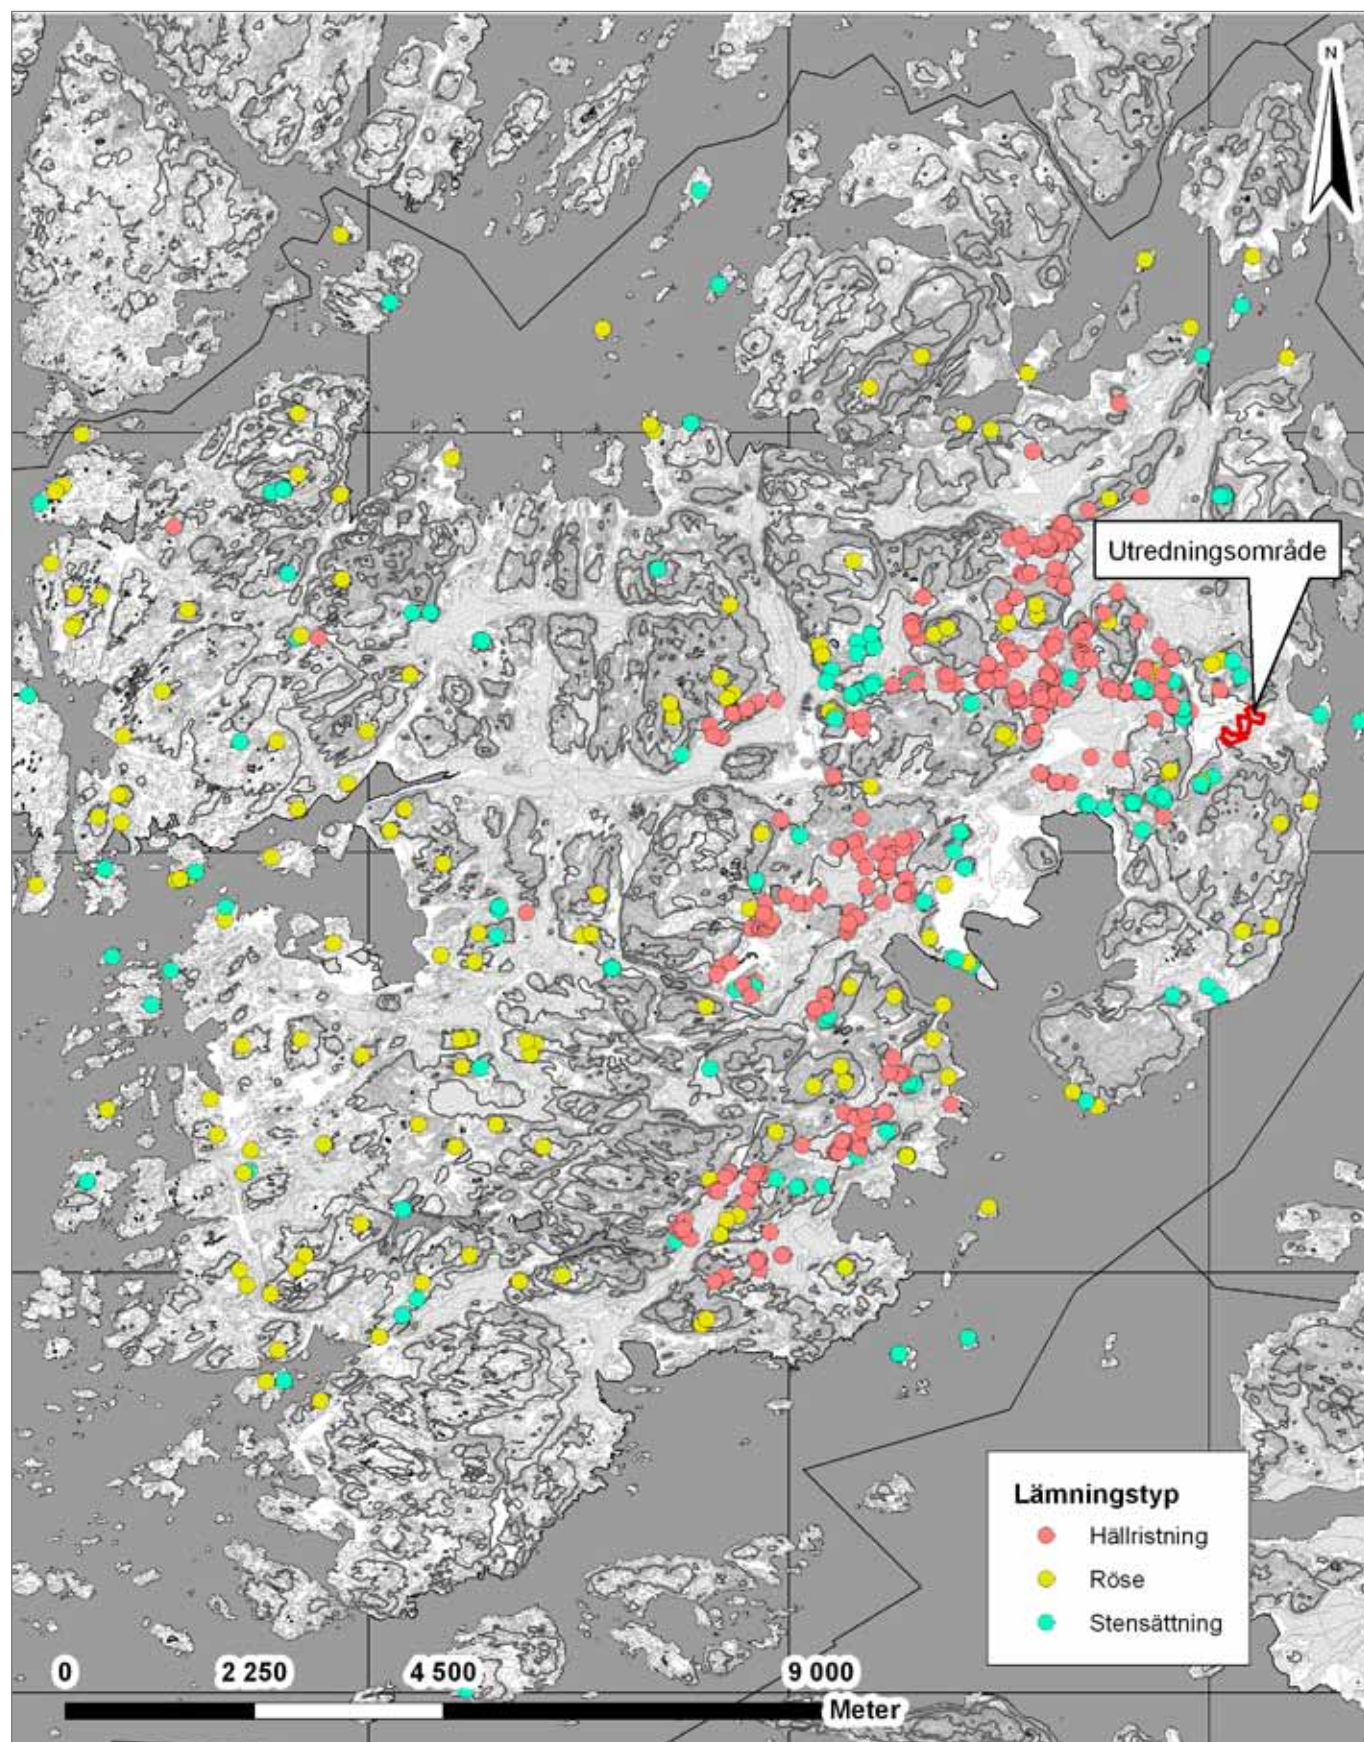 N
Utredningsområde
Lämningstyp
Hällristning
Röse
Stensättning
0 2 250 4 500 9 000
Meter